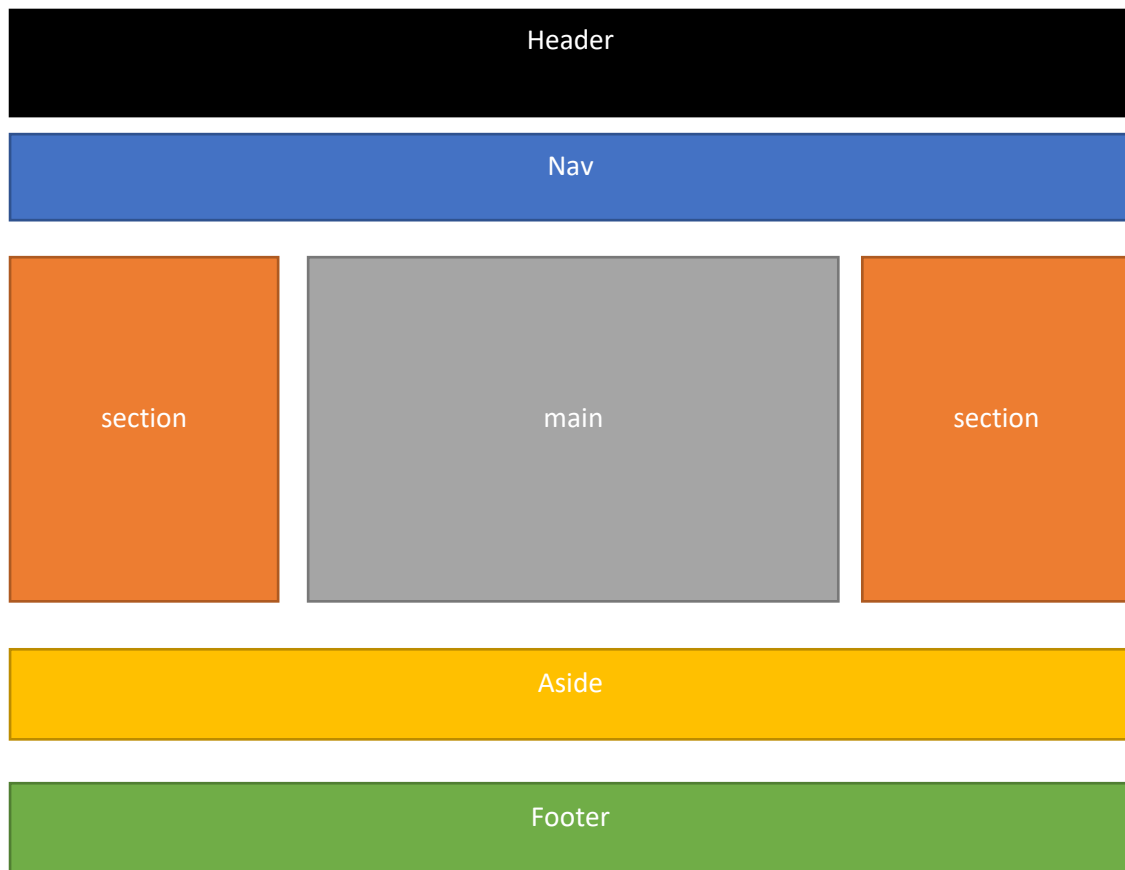 Header
Nav
section
main
section
Aside
Footer